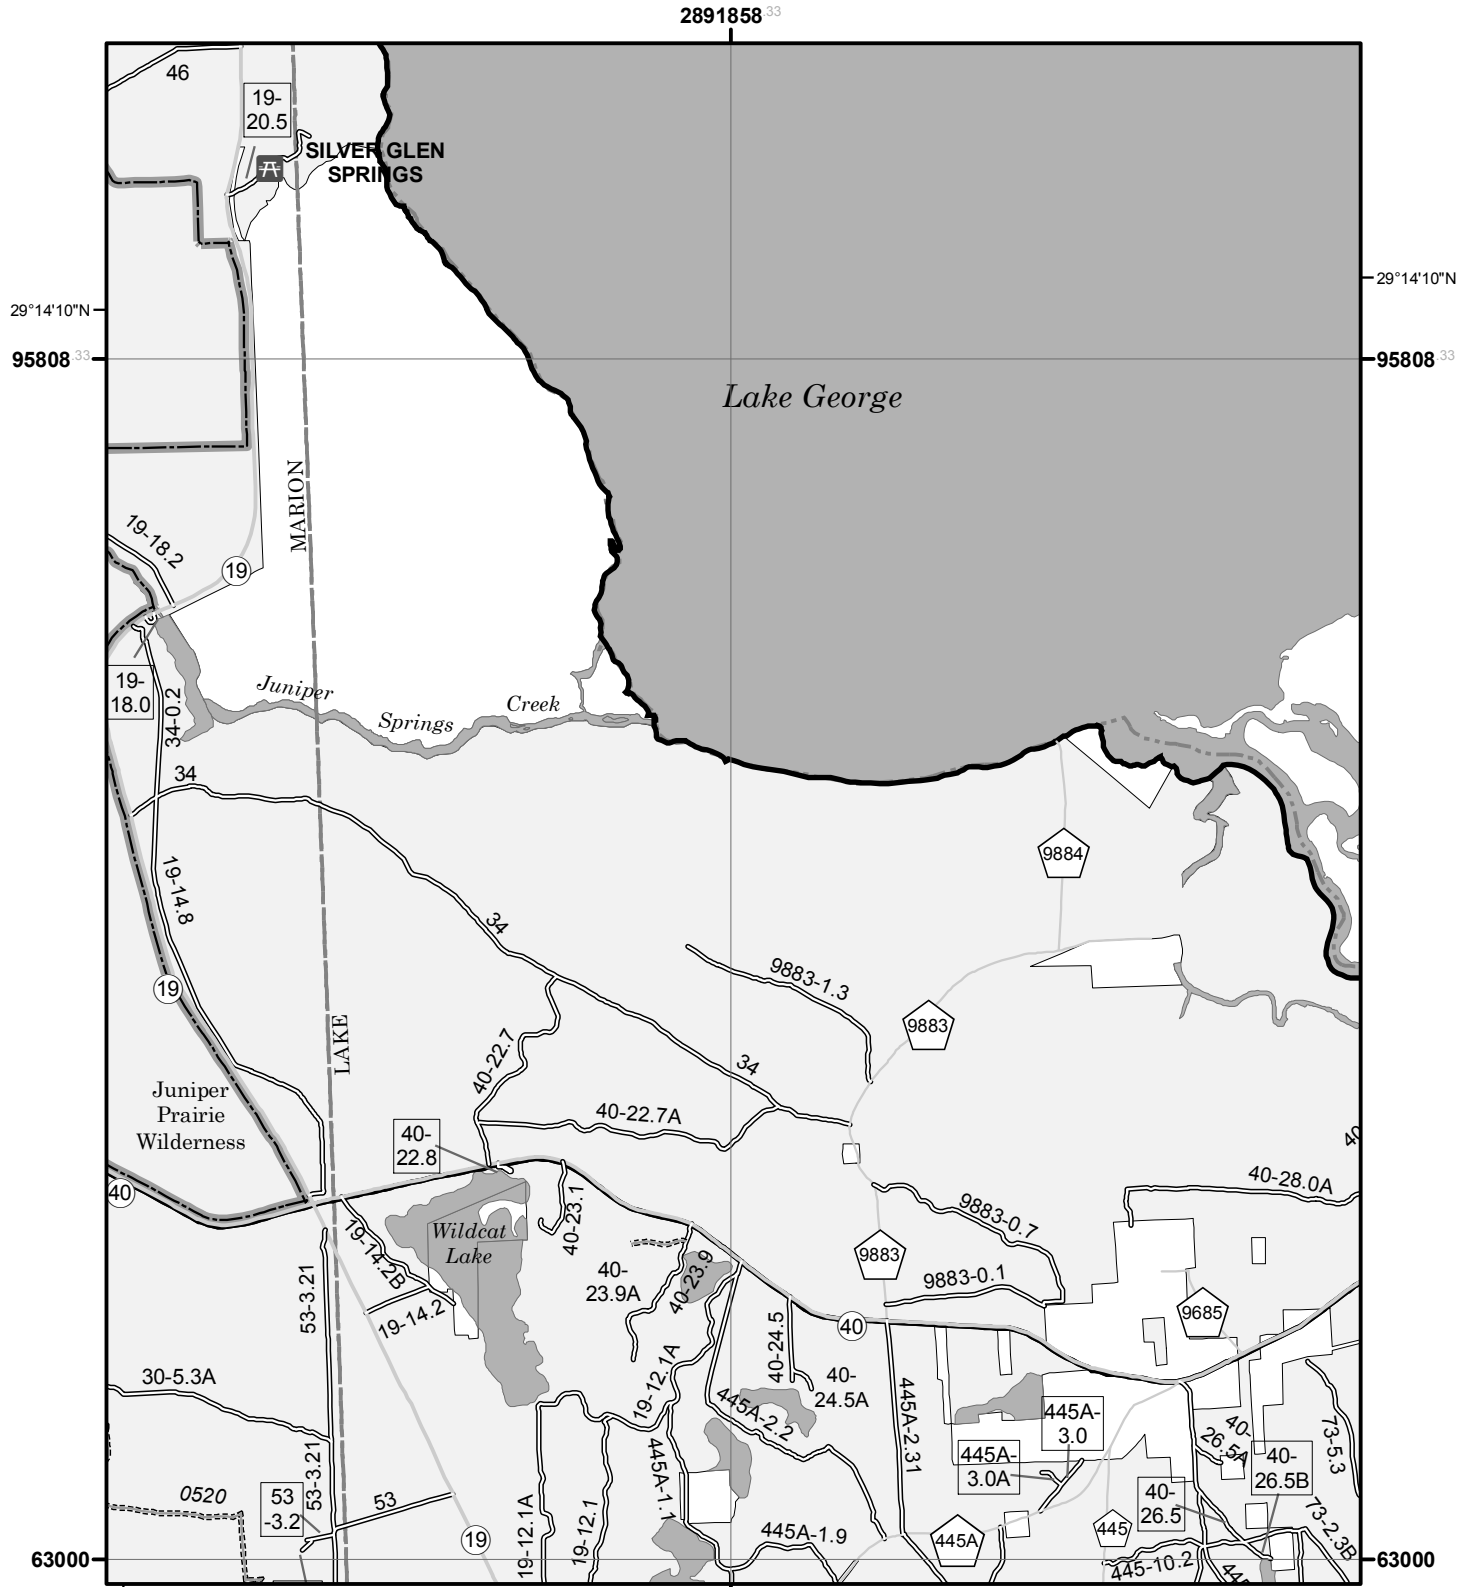 2891858.33
46
19-
20.5
SILVER GLEN
SPRINGS
29°14'10"N
29°14'10"N
95808.33
95808.33
Lake George
MARION
19-18.2
19
19-
18.0
34-0.2
Juniper
Springs
Creek
34
9884
19-14.8
34
9883-1.3
19
9883
LAKE
40-22.7
34
Juniper
Prairie
Wilderness
40-22.7A
40-
22.8
40
40-28.0A
40
9883-0.7
40-23.1
19-14.2B
Wildcat
Lake
9883
40-
23.9A
40-23.9
9883-0.1
53-3.21
19-14.2
40
9685
40-24.5
30-5.3A
19-12.1A
40-
24.5A
445A-2.2
445A-2.31
445A-
3.0
40-
26.5A
73-5.3
445A-
3.0A
40-
26.5B
53-3.21
445A-1.1
0520
53
-3.2
53
40-
26.5
19-12.1A
19-12.1
19
445A-1.9
445A
445
73-2.3B
63000
63000
445-10.2